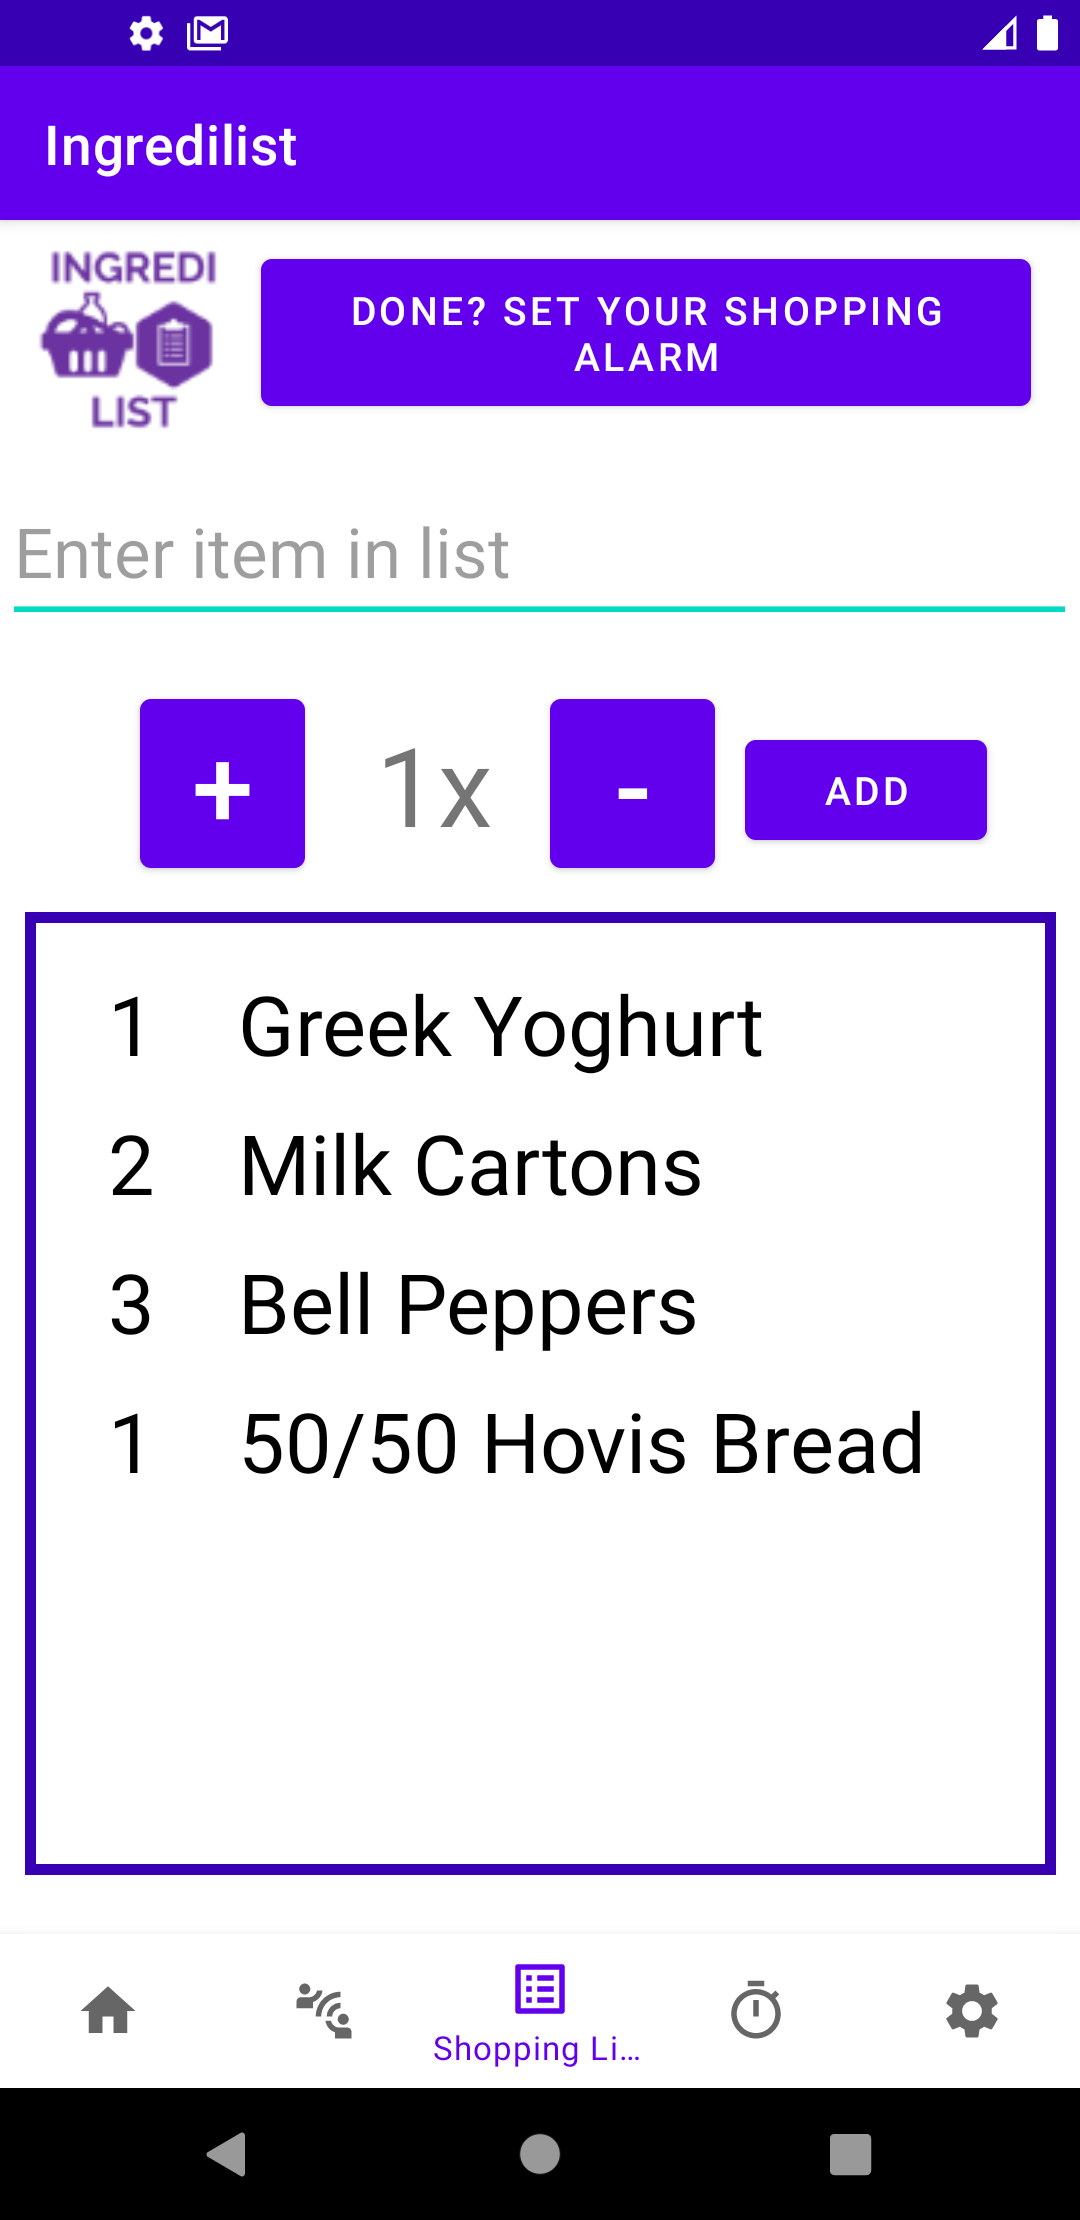 Ingredilist
INGREDI
LIST
DONE? SET YOUR SHOPPING
ALARM
Enter item in list
+ 1x - ADD
1 Greek Yoghurt
2 Milk Cartons
3 Bell Peppers
1 50/50 Hovis Bread
Shopping Li...